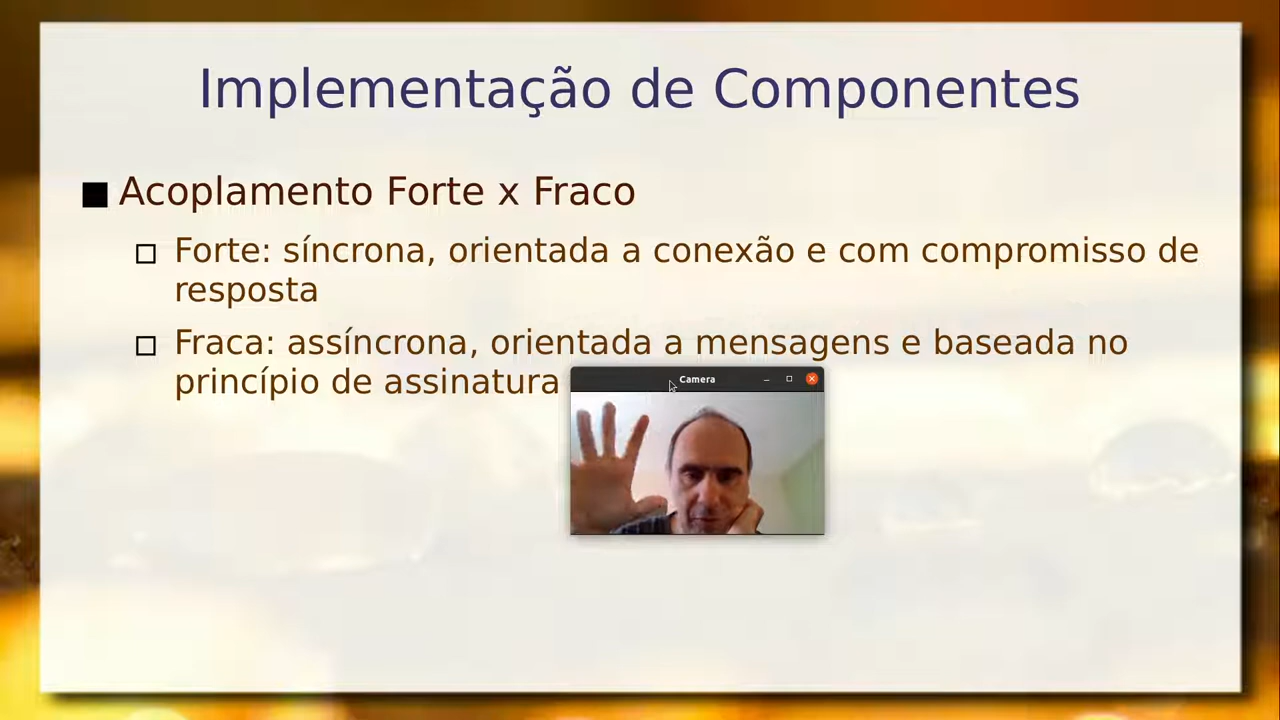 Implementação de Componentes
Acoplamento Forte x Fraco
Forte: síncrona, orientada a conexão e com compromisso de
resposta
Fraca: assíncrona, orientada a mensagens e baseada no
princípio de assinatura
Camera